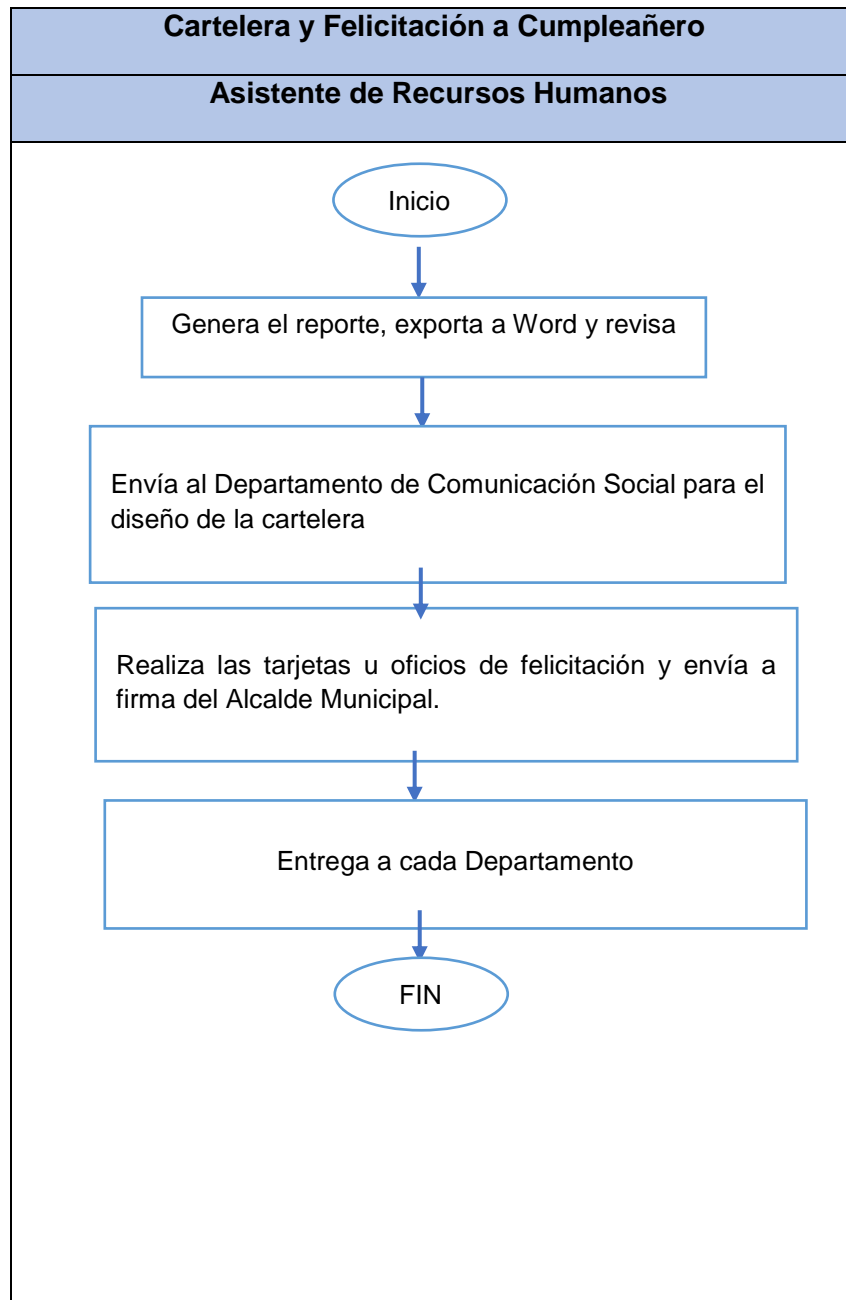 Cartelera y Felicitación a Cumpleañero
Asistente de Recursos Humanos
Inicio
Genera el reporte, exporta a Word y revisa
Envía al Departamento de Comunicación Social para el
diseño de la cartelera
Realiza las tarjetas u oficios de felicitación y envía a
firma del Alcalde Municipal.
Entrega a cada Departamento
FIN